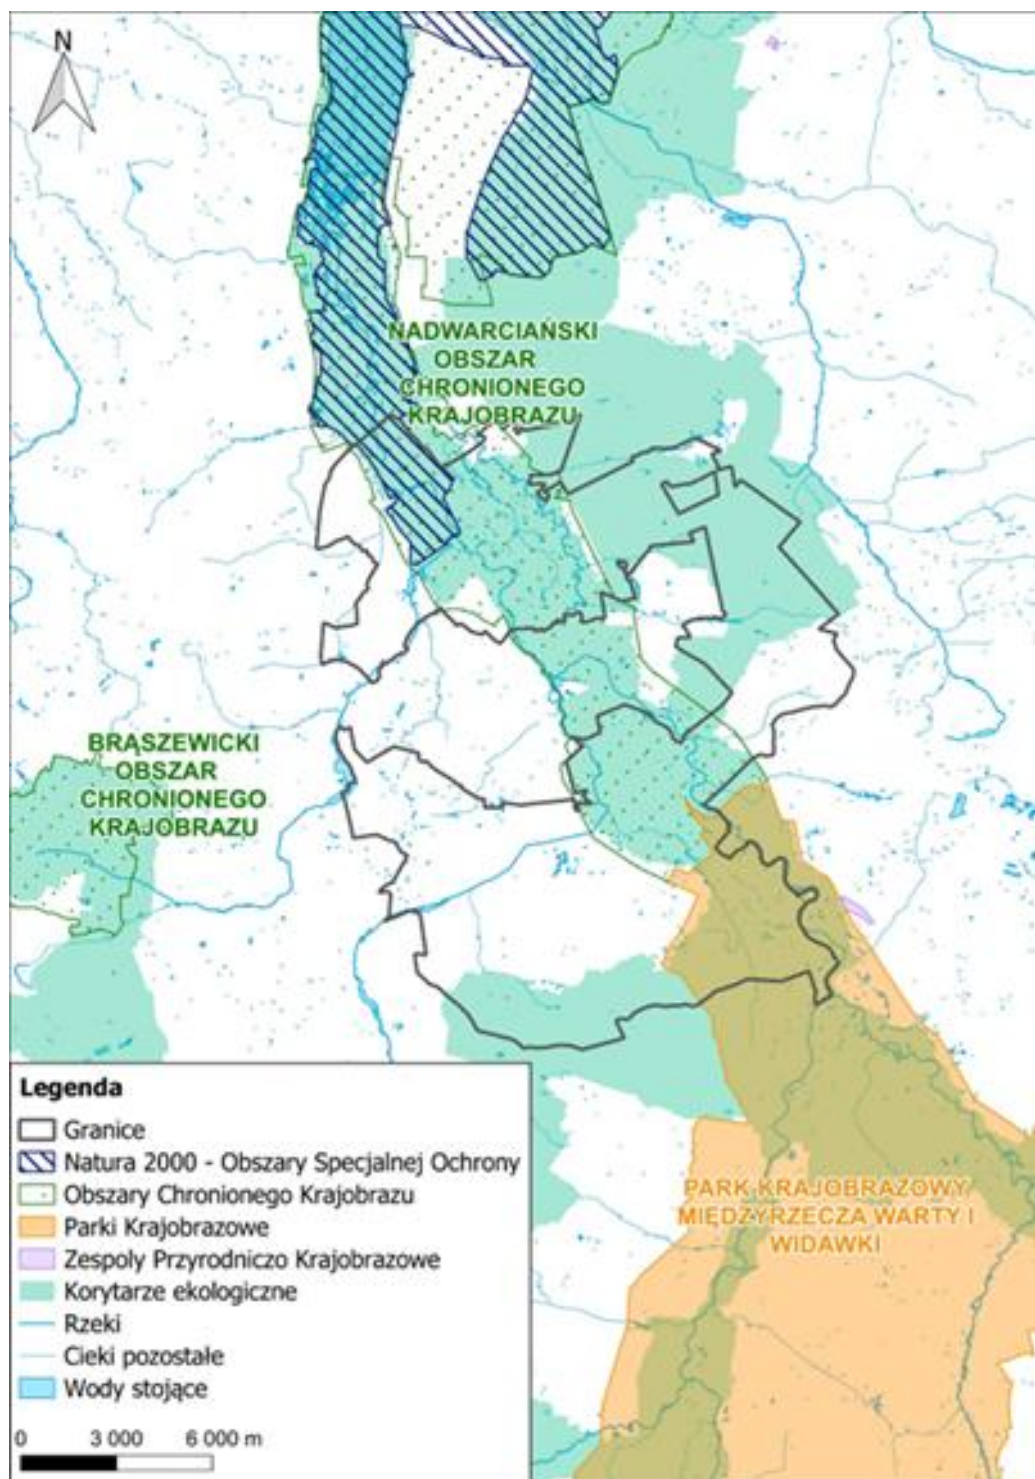 N
NADWARCIAŃSKI
OBSZAR
CHRONIONEGO
KRAJOBRAZU
BRĄSZEWICKI
OBSZAR
CHRONIONEGO
KRAJOBRAZU
PARK KRAJOBRAZOWY
MIĘDZYRZECZA WARTY I
WIDAWKI
Legenda
Granice
Natura 2000 - Obszary Specjalnej Ochrony
Obszary Chronionego Krajobrazu
Parki Krajobrazowe
Zespoly Przyrodniczo Krajobrazowe
Korytarze ekologiczne
Rzeki
Cieki pozostałe
Wody stojące
0 3 000 6 000 m